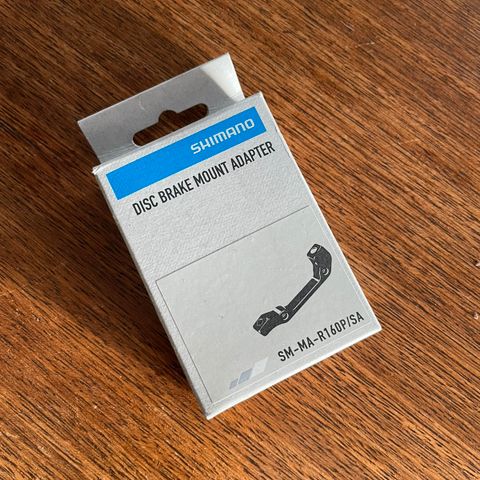 SHIMANO
DISC BRAKE MOUNT ADAPTER
SM-MA-R160P/SA